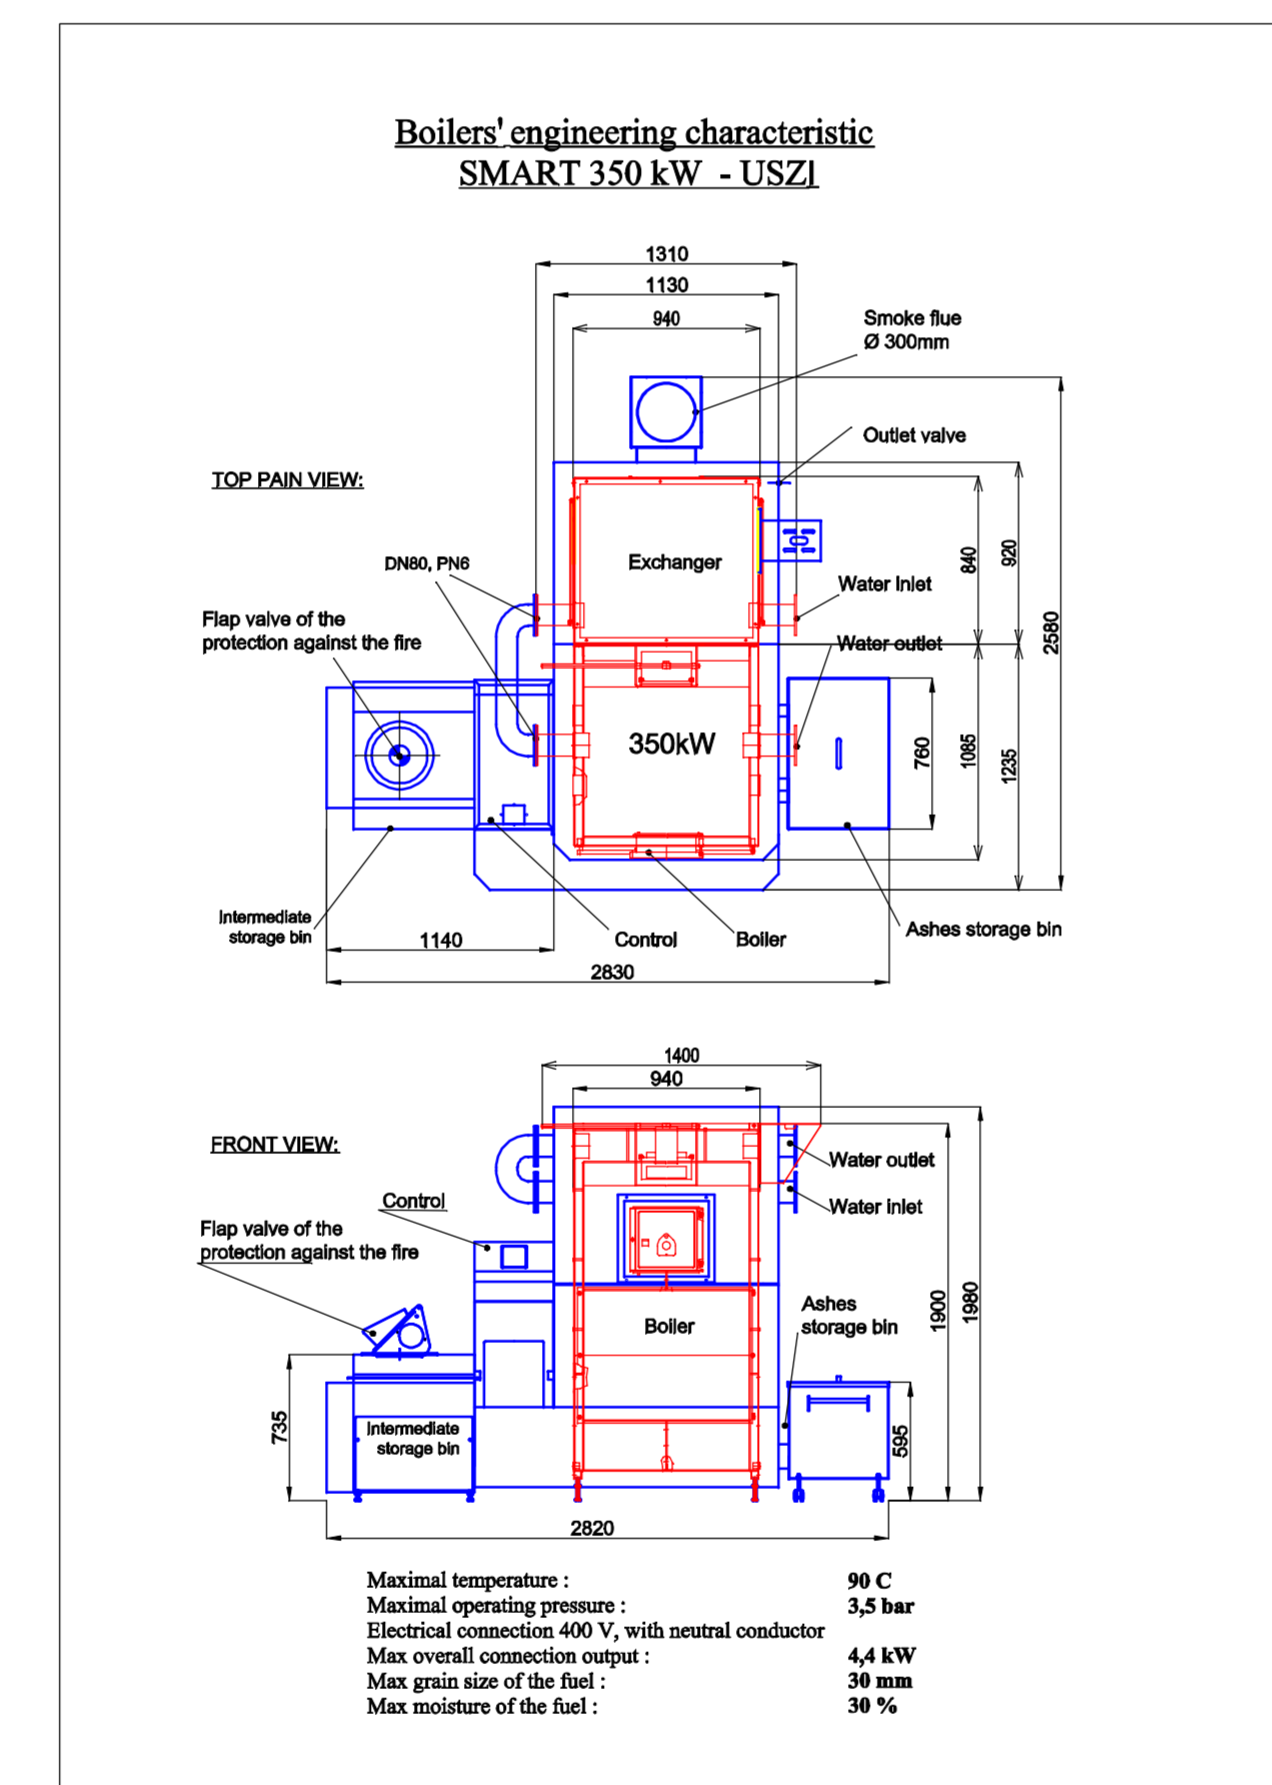 Boilers' engineering characteristic
SMART 350 kW - USZI
1310
1130
940
Smoke flue
Ø 300mm
Outlet valve
TOP PAIN VIEW:
DN80, PN6
Exchanger
840
920
2580
Water inlet
Flap valve of the
protection against the fire
Water outlet
350kW
760
1085
1235
Intermediate
storage bin
1140
Control
Boiler
Ashes storage bin
2830
1400
940
FRONT VIEW:
Water outlet
Control
Water inlet
Flap valve of the
protection against the fire
Ashes
storage bin
Boiler
1900
1980
735
Intermediate
storage bin
595
2820
Maximal temperature : 90 C
Maximal operating pressure : 3,5 bar
Electrical connection 400 V, with neutral conductor
Max overall connection output : 4,4 kW
Max grain size of the fuel : 30 mm
Max moisture of the fuel : 30 %